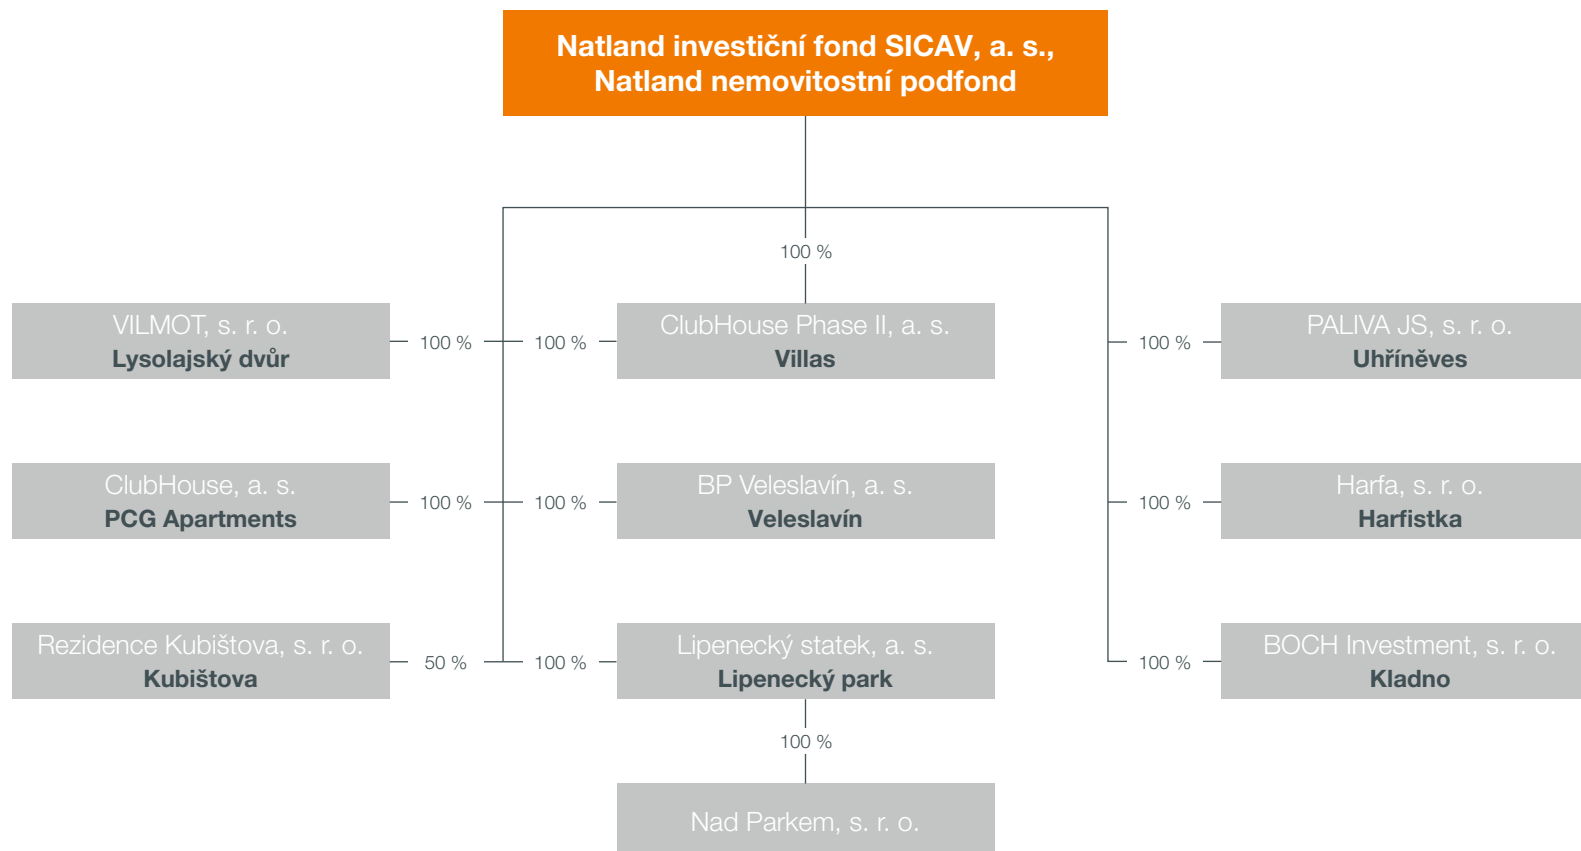 Natland investiční fond SICAV, a. s.,
Natland nemovitostní podfond
100 %
VILMOT, s. r. o.
Lysolajský dvůr
100 %
100 %
ClubHouse Phase II, a. s.
Villas
100 %
PALIVA JS, s. r. o.
Uhříněves
ClubHouse, a. s.
PCG Apartments
100 %
100 %
BP Veleslavín, a. s.
Veleslavín
100 %
Harfa, s. r. o.
Harfistka
Rezidence Kubištova, s. r. o.
Kubištova
50 %
100 %
Lipenecký statek, a. s.
Lipenecký park
100 %
BOCH Investment, s. r. o.
Kladno
100 %
Nad Parkem, s. r. o.